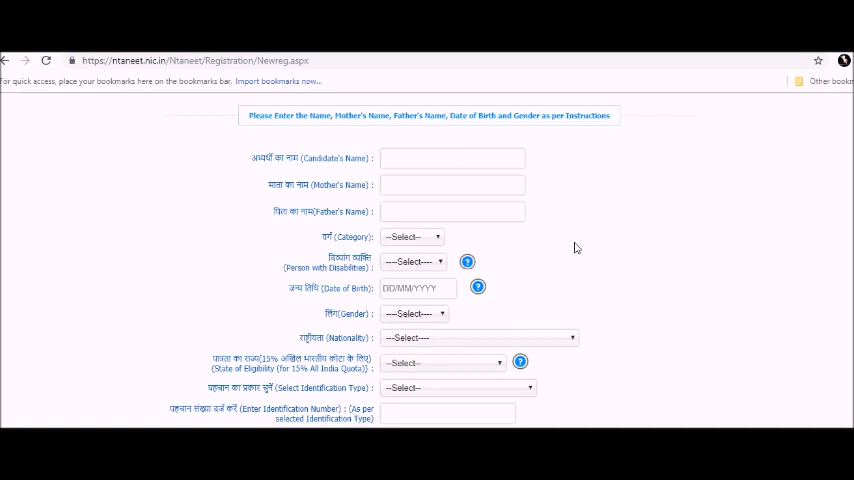 https://ntaneet.nic.in/Ntaneet/Registration/Newreg.aspx
For quick access, place your bookmarks here on the bookmarks bar. Import bookmarks now...
Other bookm
Please Enter the Name, Mother's Name, Father's Name, Date of Birth and Gender as per Instructions
अभ्यर्थी का नाम (Candidate's Name) :
माता का नाम (Mother's Name) :
पिता का नाम(Father's Name) :
वर्ग (Category): --Select--
दिव्यांग व्यक्ति
(Person with Disabilities) : ----Select---- ?
जन्म तिथि (Date of Birth): DD/MM/YYYY ?
लिंग(Gender) : ----Select----
राष्ट्रीयता (Nationality) : ---Select----
पात्रता का राज्य(15% अखिल भारतीय कोटा के लिए)
{State of Eligibility (for 15% All India Quota)} : --Select-- ?
पहचान का प्रकार चुनें (Select Identification Type) : --Select--
पहचान संख्या दर्ज करें (Enter Identification Number) : (As per
selected Identification Type)